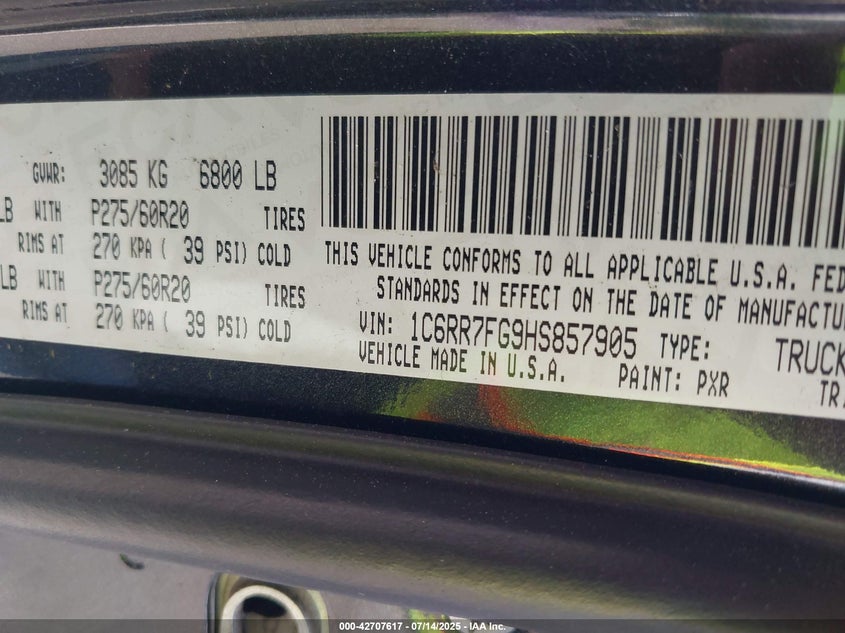 GVWR: 3085 KG 6800 LB
LB WITH P275/60R20 TIRES
RIMS AT 270 KPA ( 39 PSI) COLD
LB WITH P275/60R20 TIRES
RIMS AT 270 KPA ( 39 PSI) COLD
THIS VEHICLE CONFORMS TO ALL APPLICABLE U.S.A. FED
STANDARDS IN EFFECT ON THE DATE OF MANUFACTU
VIN: 1C6RR7FG9HS857905 TYPE: TRUCK
VEHICLE MADE IN U.S.A. PAINT: PXR TR
000-42707617 - 07/14/2025 - IAA Inc.